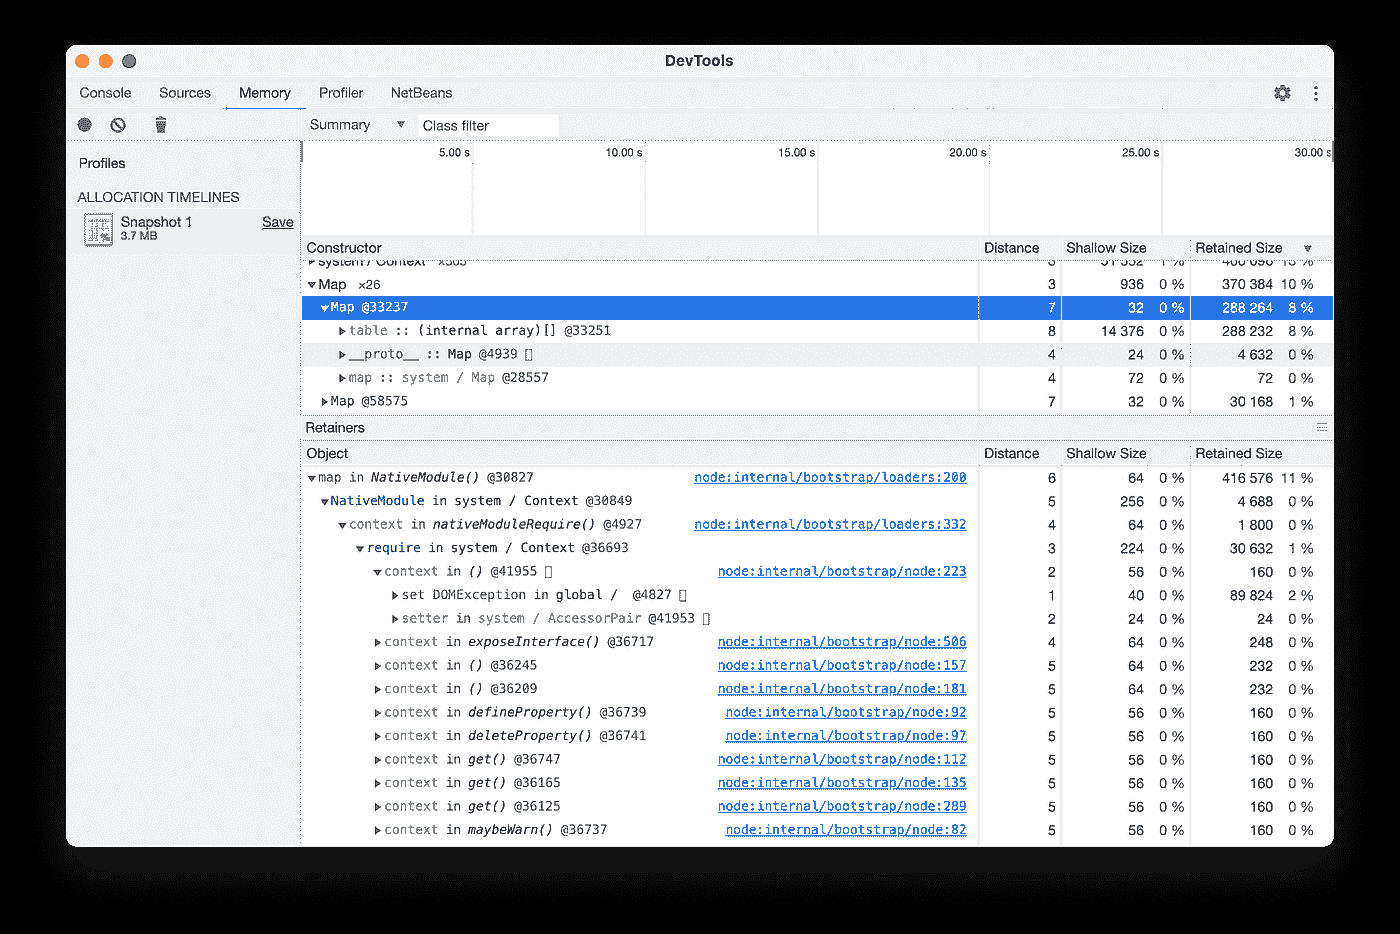 DevTools
Console Sources Memory Profiler NetBeans
Summary ▼ Class filter
Profiles
ALLOCATION TIMELINES
Snapshot 1 Save
3.7 MB
5.00 s 10.00 s 15.00 s 20.00 s 25.00 s 30.00 s
Constructor Distance Shallow Size Retained Size ▼
▶system / Context ×505 3 51 552 1 % 460 096 13 %
▼Map ×26 3 936 0 % 370 384 10 %
▼Map @33237 7 32 0 % 288 264 8 %
▶table :: (internal array)[] @33251 8 14 376 0 % 288 232 8 %
▶__proto__ :: Map @4939 4 24 0 % 4 632 0 %
▶map :: system / Map @28557 4 72 0 % 72 0 %
▶Map @58575 7 32 0 % 30 168 1 %
Retainers
Object Distance Shallow Size Retained Size
▼map in NativeModule() @30827 node:internal/bootstrap/loaders:200 6 64 0 % 416 576 11 %
▼NativeModule in system / Context @30849 5 256 0 % 4 688 0 %
▼context in nativeModuleRequire() @4927 node:internal/bootstrap/loaders:332 4 64 0 % 1 800 0 %
▼require in system / Context @36693 3 224 0 % 30 632 1 %
▼context in () @41955 node:internal/bootstrap/node:223 2 56 0 % 160 0 %
▶set DOMException in global / @4827 1 40 0 % 89 824 2 %
▶setter in system / AccessorPair @41953 2 24 0 % 24 0 %
▶context in exposeInterface() @36717 node:internal/bootstrap/node:506 4 64 0 % 248 0 %
▶context in () @36245 node:internal/bootstrap/node:157 5 64 0 % 232 0 %
▶context in () @36209 node:internal/bootstrap/node:181 5 64 0 % 232 0 %
▶context in defineProperty() @36739 node:internal/bootstrap/node:92 5 56 0 % 160 0 %
▶context in deleteProperty() @36741 node:internal/bootstrap/node:97 5 56 0 % 160 0 %
▶context in get() @36747 node:internal/bootstrap/node:112 5 56 0 % 160 0 %
▶context in get() @36165 node:internal/bootstrap/node:135 5 56 0 % 160 0 %
▶context in get() @36125 node:internal/bootstrap/node:289 5 56 0 % 160 0 %
▶context in maybeWarn() @36737 node:internal/bootstrap/node:82 5 56 0 % 160 0 %